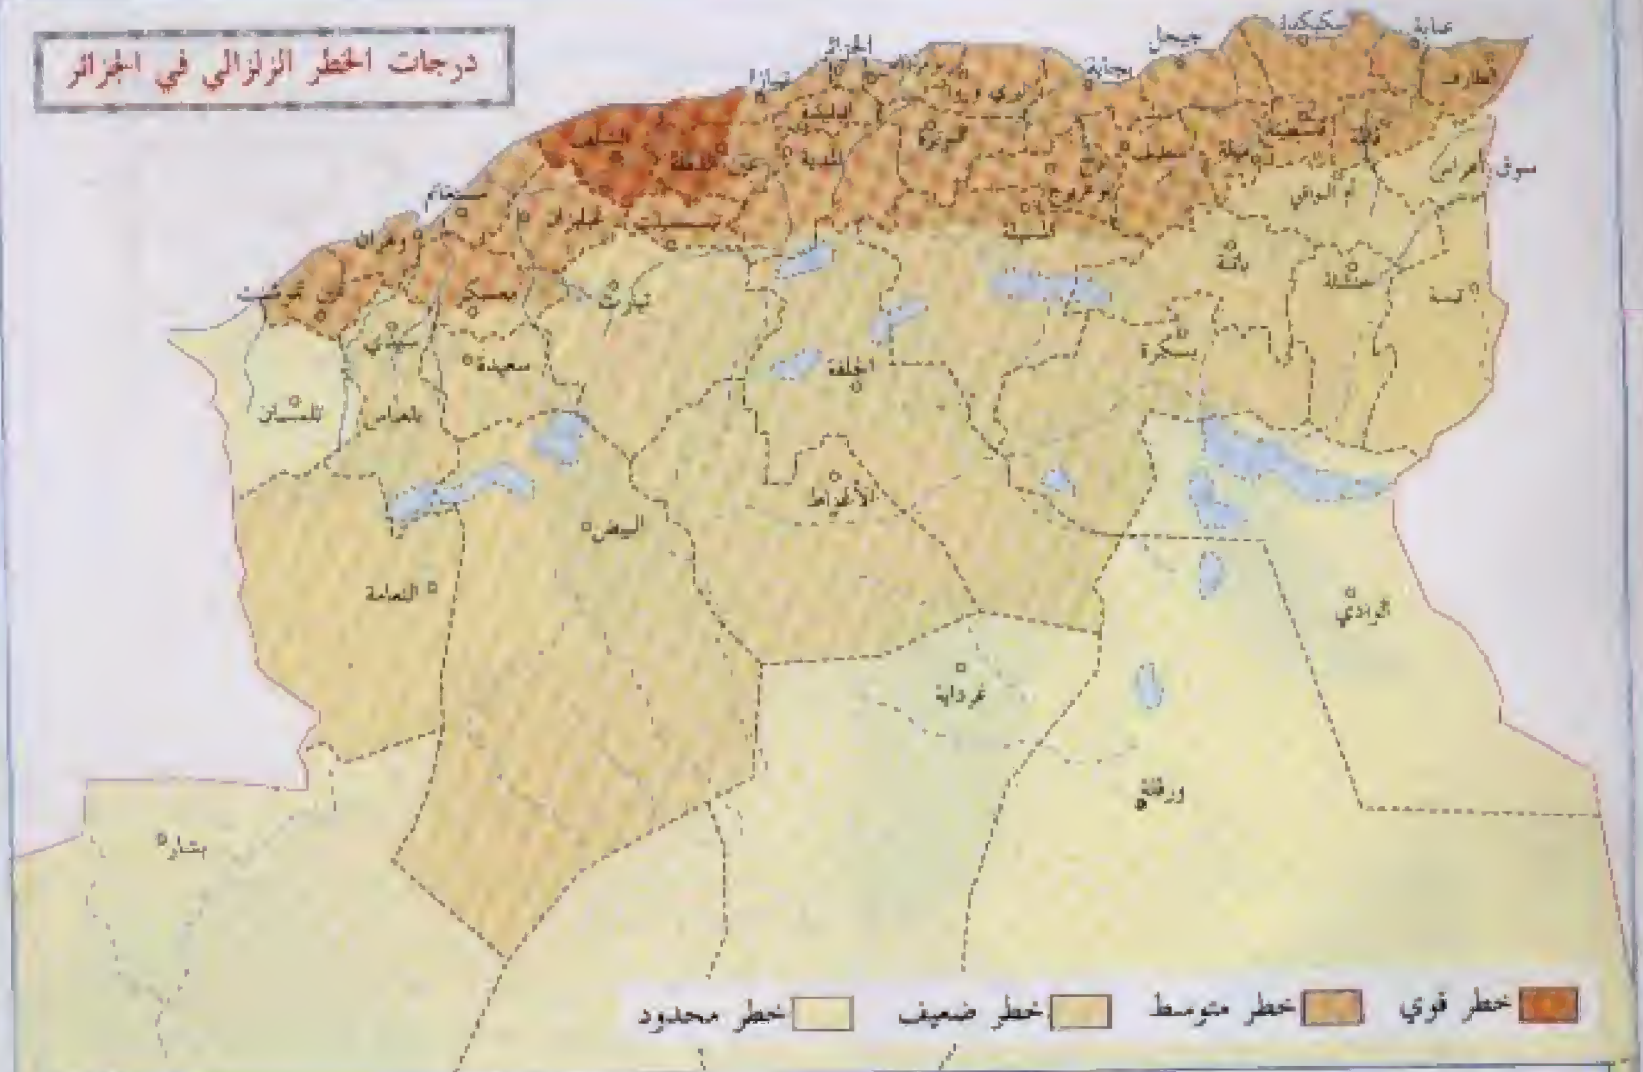 درجات الخطر الزلزالي في الجزائر
عنابة
سكيكدة
جيجل
الجزائر
بجاية
تيبازة
الطارف
البليدة
البويرة
الشلف
عين الدفلة
المدية
سطيف
ميلة
قسنطينة
قالمة
سوق أهراس
أم البواقي
برج
بوعريريج
المسيلة
مستغانم
غليزان
تيسمسيلت
وهران
معسكر
تيارت
باتنة
خنشلة
تبسة
بسكرة
سيدي
بلعباس
سعيدة
الجلفة
تلمسان
الأغواط
البيض
النعامة
الوادي
غرداية
ورقلة
بشار
خطر قوي
خطر متوسط
خطر ضعيف
خطر محدود